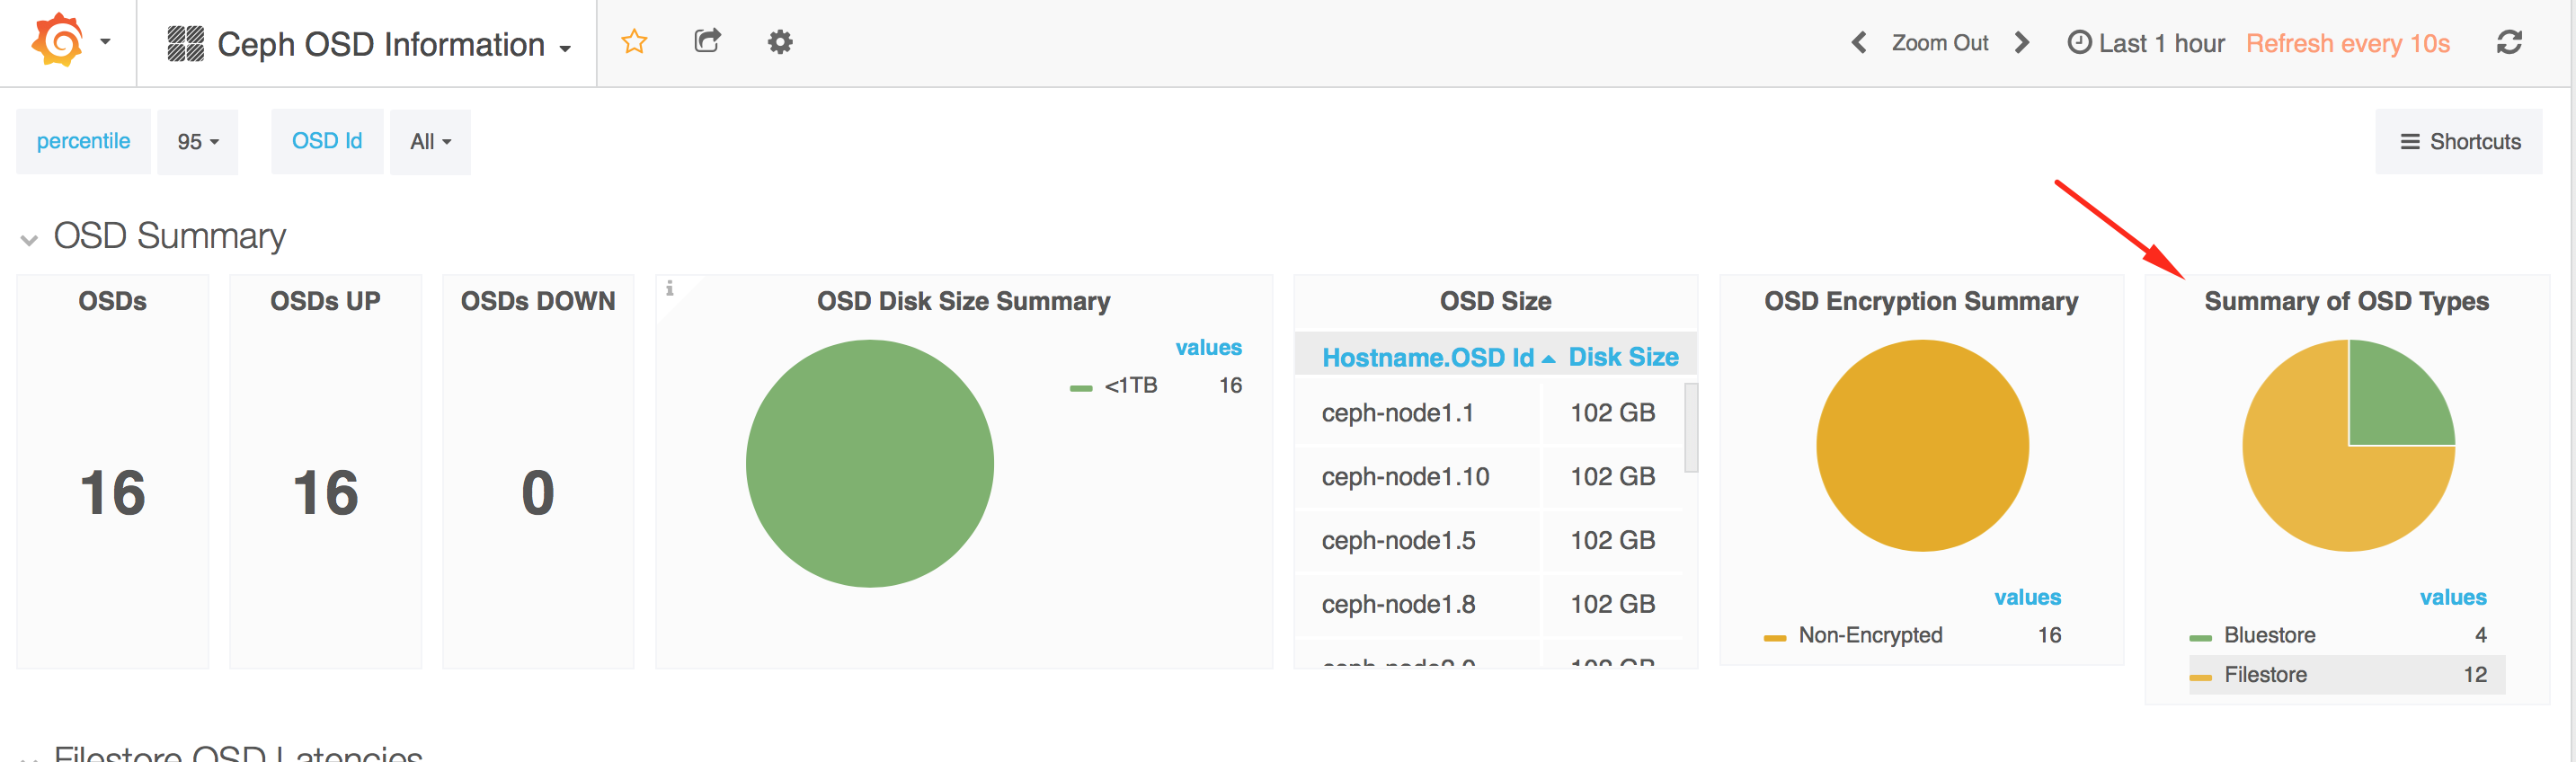 Ceph OSD Information
Zoom Out
Last 1 hour
Refresh every 10s
percentile
95
OSD Id
All
Shortcuts
OSD Summary
OSDs
16
OSDs UP
16
OSDs DOWN
0
OSD Disk Size Summary
values
<1TB 16
OSD Size
Hostname.OSD Id Disk Size
ceph-node1.1 102 GB
ceph-node1.10 102 GB
ceph-node1.5 102 GB
ceph-node1.8 102 GB
OSD Encryption Summary
values
Non-Encrypted 16
Summary of OSD Types
values
Bluestore 4
Filestore 12
Filestore OSD Latencies